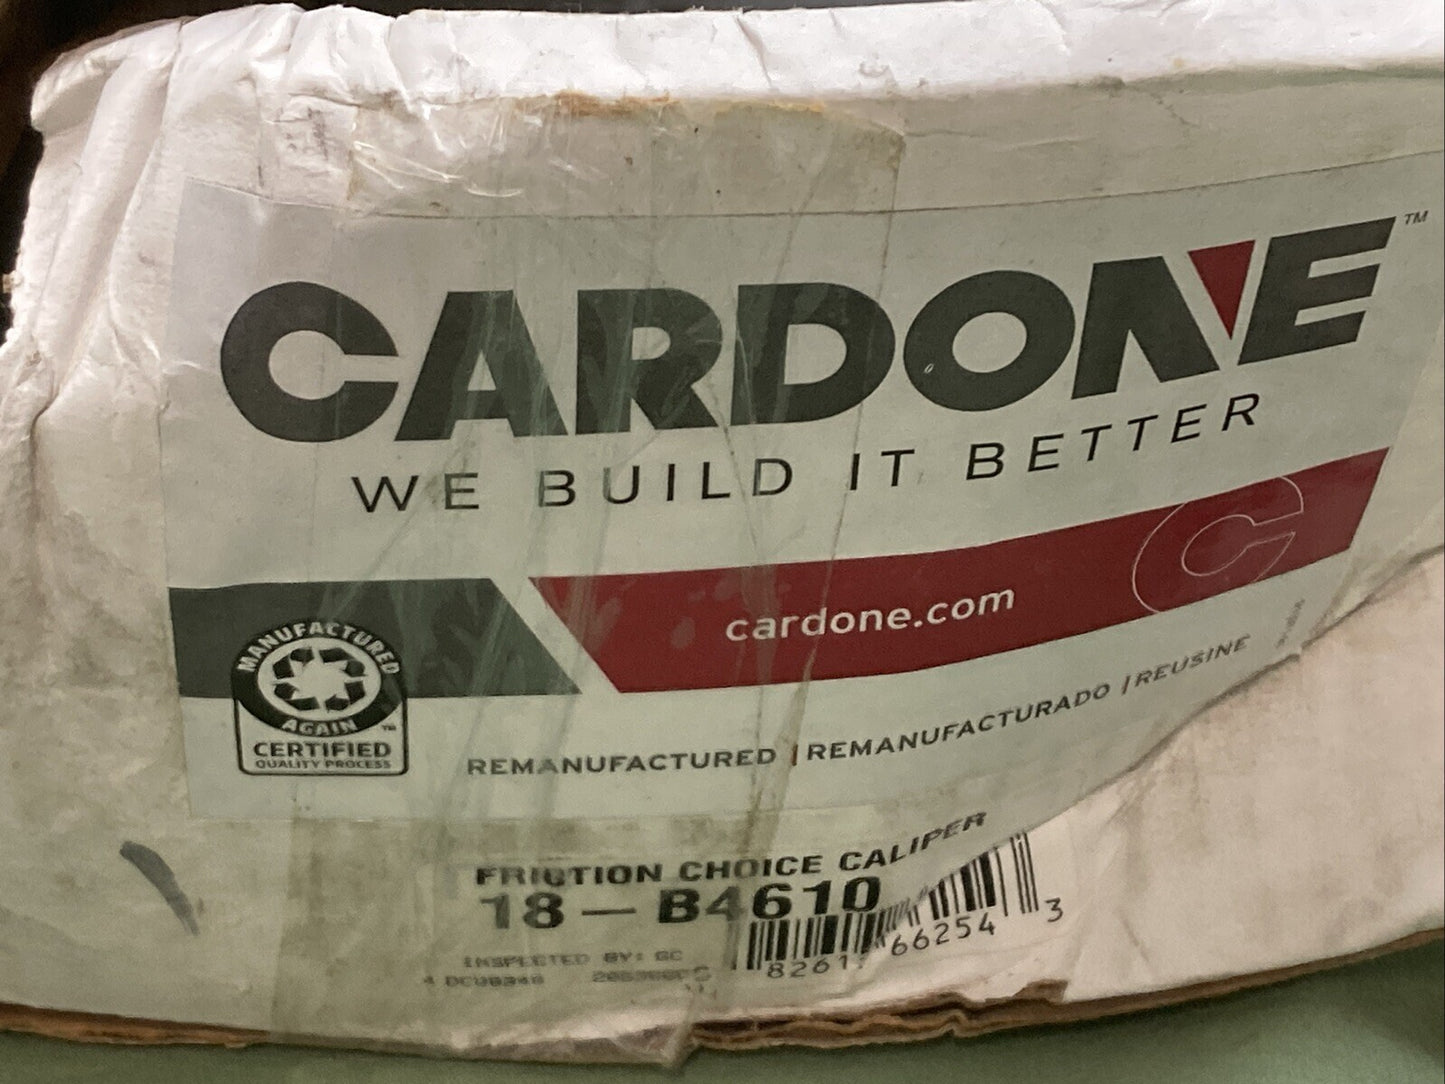 CARDONE™
WE BUILD IT BETTER
cardone.com
MANUFACTURED
AGAIN™
CERTIFIED
QUALITY PROCESS
REMANUFACTURED | REMANUFACTURADO | REUSINE
FRICTION CHOICE CALIPER
18-B4610
66254 3
INSPECTED BY: GC